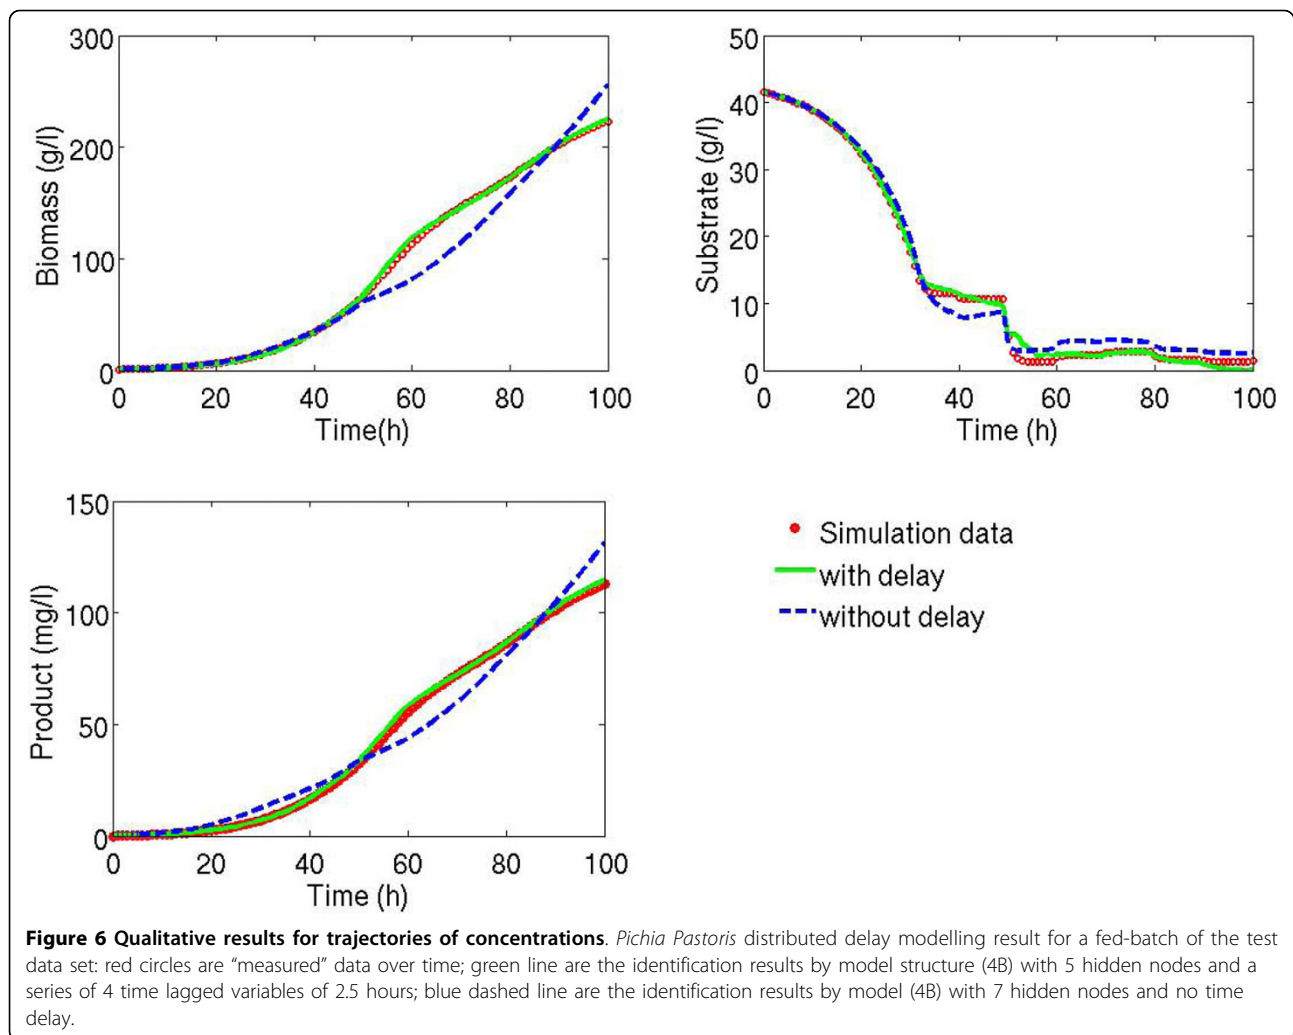 300
200
100
0
Biomass (g/l)
0 20 40 60 80 100
Time(h)
50
40
30
20
10
0
Substrate (g/l)
0 20 40 60 80 100
Time (h)
150
100
50
0
Product (mg/l)
0 20 40 60 80 100
Time (h)
Simulation data
with delay
without delay
Figure 6 Qualitative results for trajectories of concentrations. Pichia Pastoris distributed delay modelling result for a fed-batch of the test
data set: red circles are “measured” data over time; green line are the identification results by model structure (4B) with 5 hidden nodes and a
series of 4 time lagged variables of 2.5 hours; blue dashed line are the identification results by model (4B) with 7 hidden nodes and no time
delay.